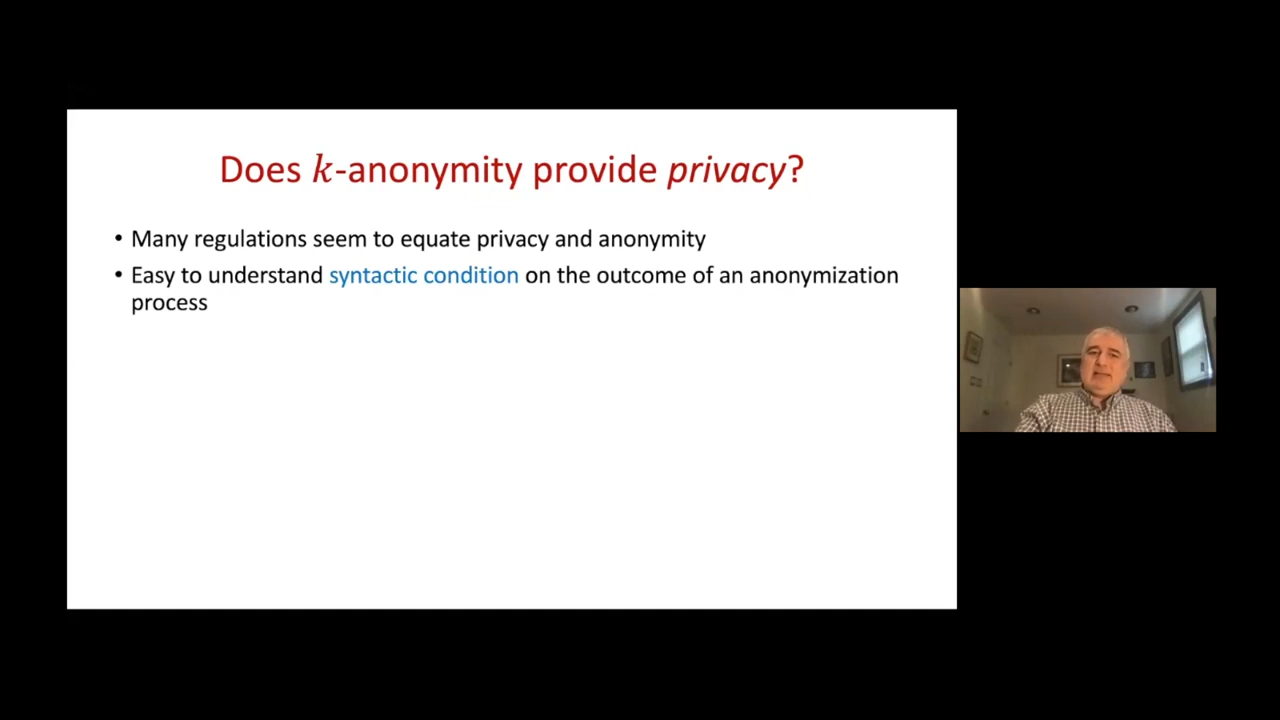 Does k-anonymity provide privacy?
• Many regulations seem to equate privacy and anonymity
• Easy to understand syntactic condition on the outcome of an anonymization
process